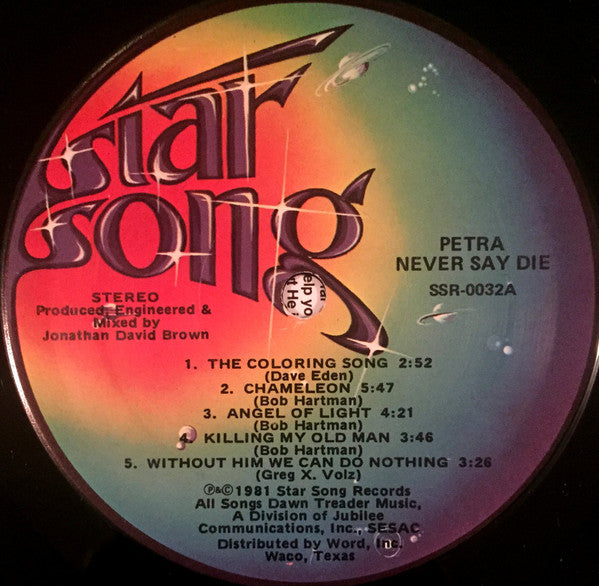 Star
Song
PETRA
NEVER SAY DIE
SSR-0032A
STEREO
Produced, Engineered &
Mixed by
Jonathan David Brown
elp yo
t He
1. THE COLORING SONG 2:52
(Dave Eden)
2. CHAMELEON 5:47
(Bob Hartman)
3. ANGEL OF LIGHT 4:21
(Bob Hartman)
4. KILLING MY OLD MAN 3:46
(Bob Hartman)
5. WITHOUT HIM WE CAN DO NOTHING 3:26
(Greg X. Volz)
℗&©1981 Star Song Records
All Songs Dawn Treader Music,
A Division of Jubilee
Communications, Inc., SESAC
Distributed by Word, Inc.
Waco, Texas